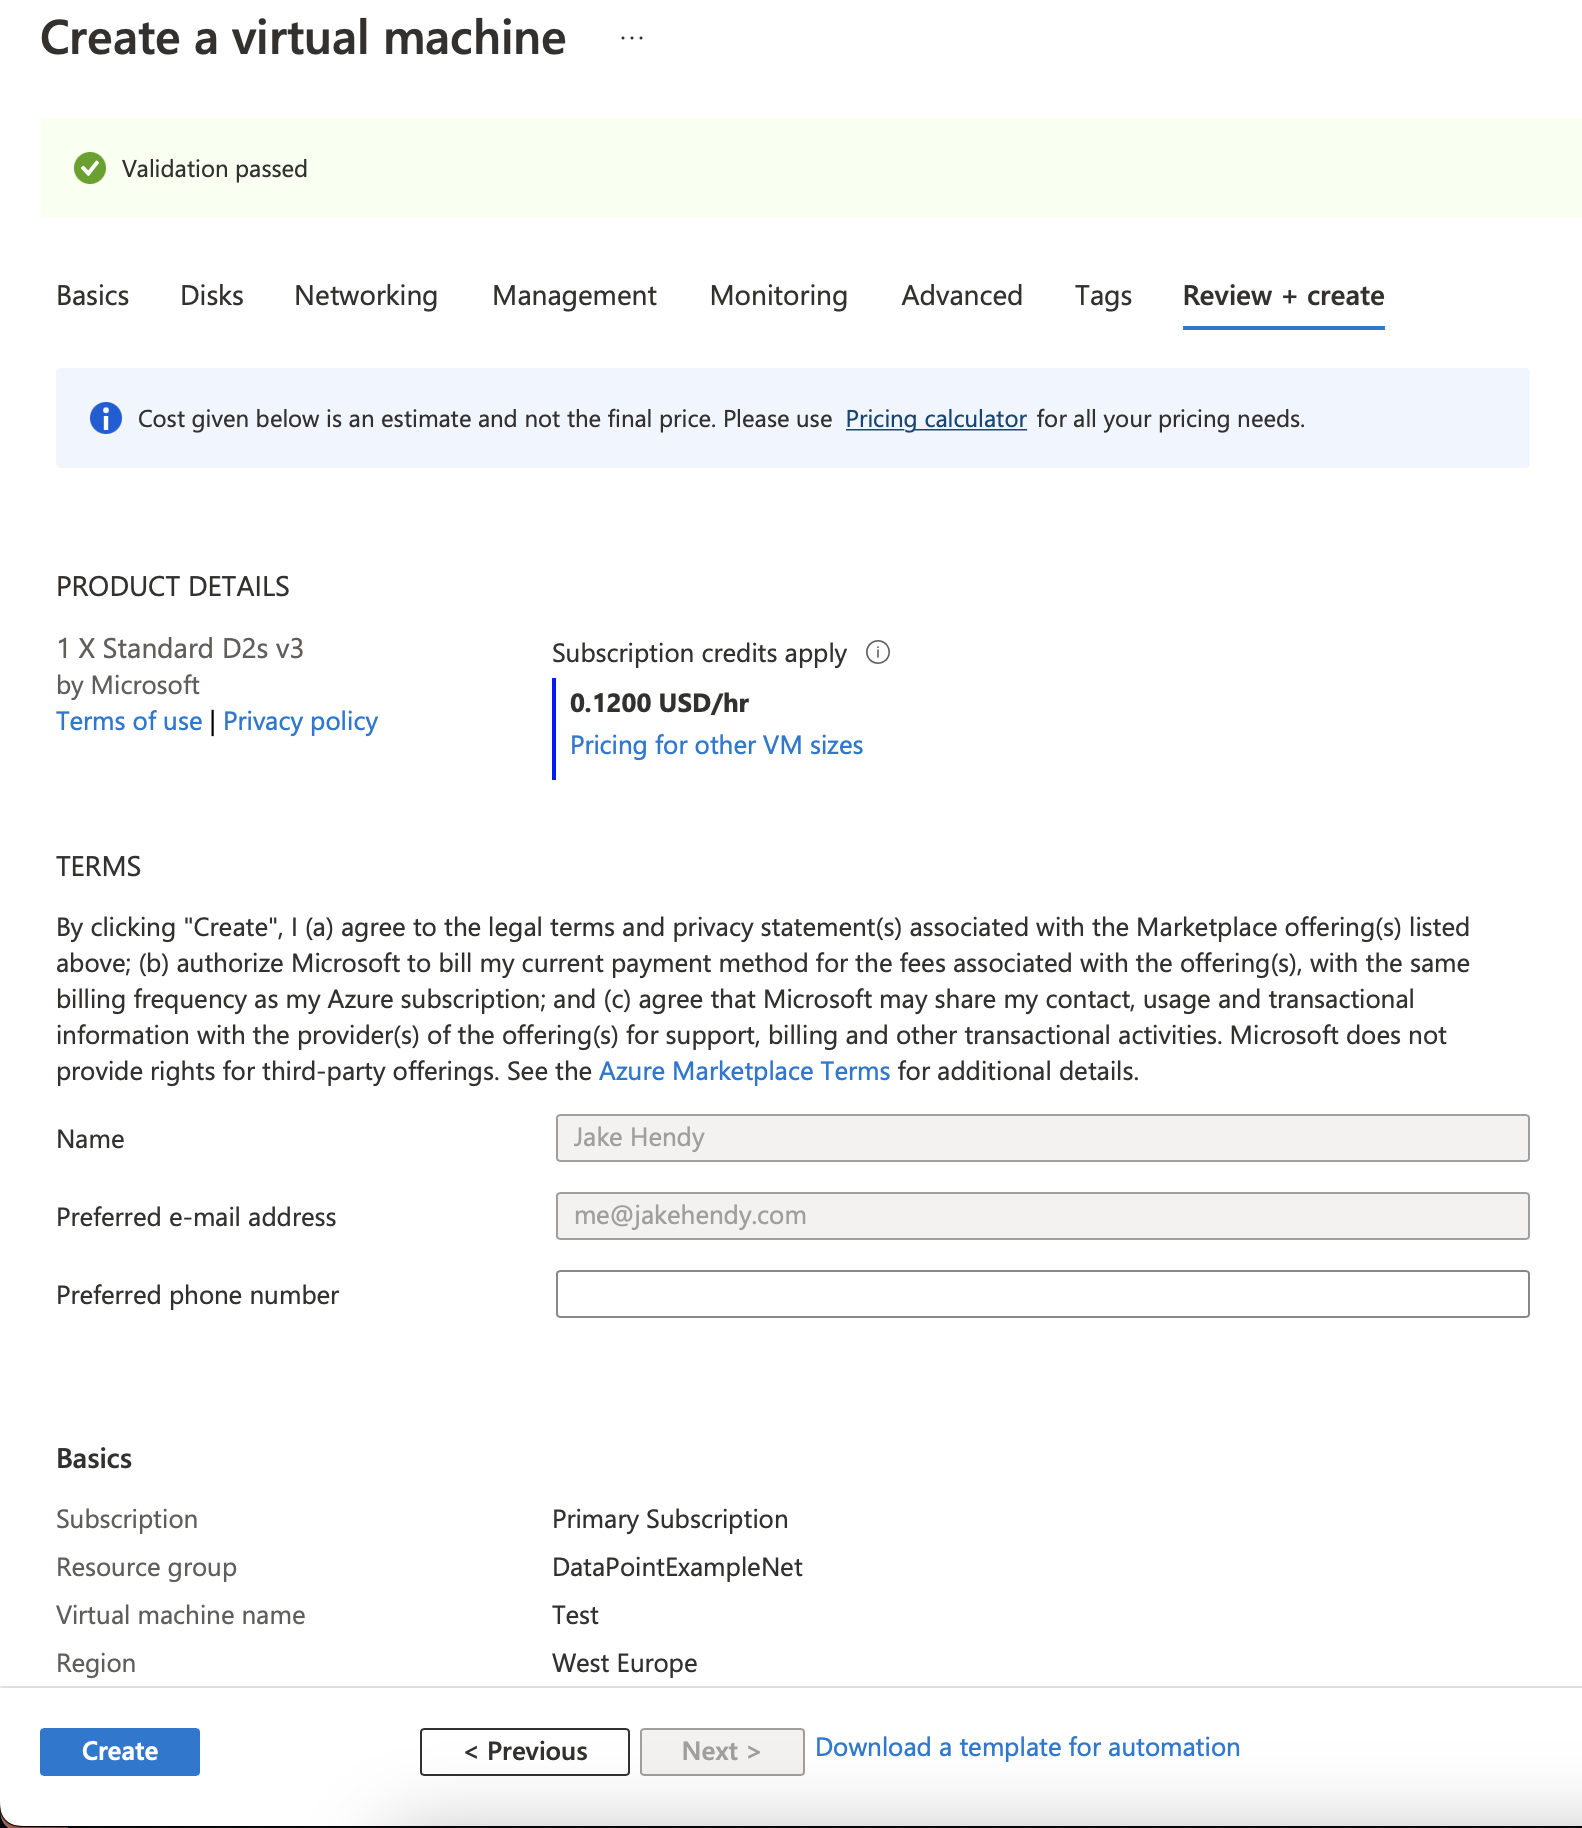 Create a virtual machine ...
Validation passed
Basics Disks Networking Management Monitoring Advanced Tags Review + create
Cost given below is an estimate and not the final price. Please use Pricing calculator for all your pricing needs.
PRODUCT DETAILS
1 X Standard D2s v3
by Microsoft
Terms of use | Privacy policy
Subscription credits apply
0.1200 USD/hr
Pricing for other VM sizes
TERMS
By clicking "Create", I (a) agree to the legal terms and privacy statement(s) associated with the Marketplace offering(s) listed
above; (b) authorize Microsoft to bill my current payment method for the fees associated with the offering(s), with the same
billing frequency as my Azure subscription; and (c) agree that Microsoft may share my contact, usage and transactional
information with the provider(s) of the offering(s) for support, billing and other transactional activities. Microsoft does not
provide rights for third-party offerings. See the Azure Marketplace Terms for additional details.
Name Jake Hendy
Preferred e-mail address me@jakehendy.com
Preferred phone number
Basics
Subscription Primary Subscription
Resource group DataPointExampleNet
Virtual machine name Test
Region West Europe
Create < Previous Next > Download a template for automation